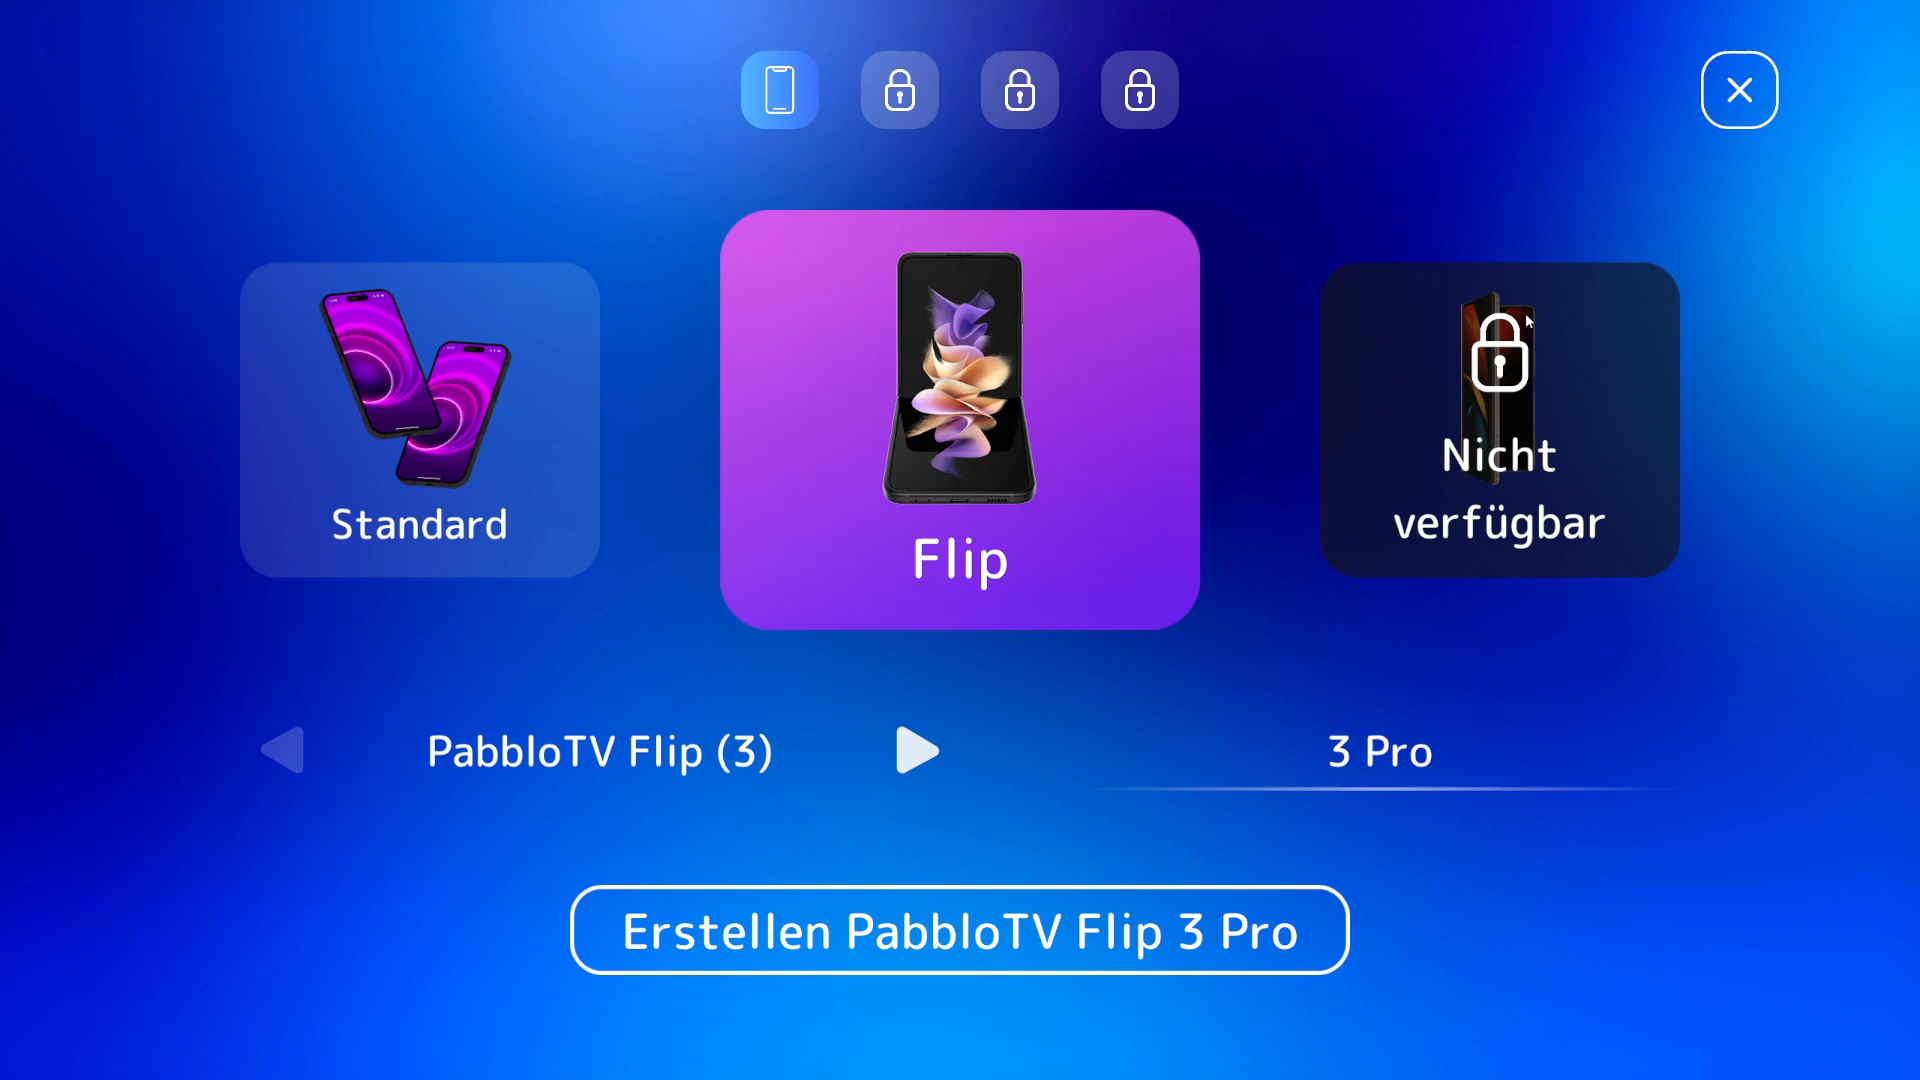 Standard
Flip
Nicht
verfügbar
PabbloTV Flip (3)
3 Pro
Erstellen PabbloTV Flip 3 Pro